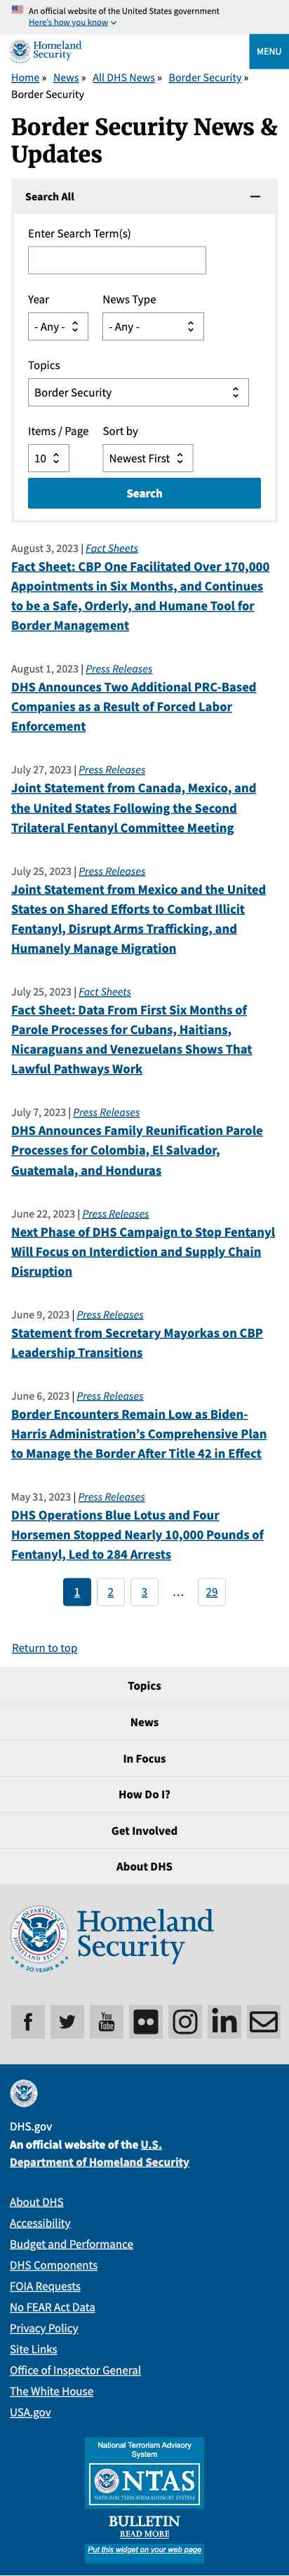 An official website of the United States government
Here's how you know
Homeland
Security
MENU
Home » News » All DHS News » Border Security »
Border Security
Border Security News &
Updates
Search All
Enter Search Term(s)
Year
News Type
- Any -
- Any -
Topics
Border Security
Items / Page
Sort by
10
Newest First
Search
August 3, 2023 | Fact Sheets
Fact Sheet: CBP One Facilitated Over 170,000
Appointments in Six Months, and Continues
to be a Safe, Orderly, and Humane Tool for
Border Management
August 1, 2023 | Press Releases
DHS Announces Two Additional PRC-Based
Companies as a Result of Forced Labor
Enforcement
July 27, 2023 | Press Releases
Joint Statement from Canada, Mexico, and
the United States Following the Second
Trilateral Fentanyl Committee Meeting
July 25, 2023 | Press Releases
Joint Statement from Mexico and the United
States on Shared Efforts to Combat Illicit
Fentanyl, Disrupt Arms Trafficking, and
Humanely Manage Migration
July 25, 2023 | Fact Sheets
Fact Sheet: Data From First Six Months of
Parole Processes for Cubans, Haitians,
Nicaraguans and Venezuelans Shows That
Lawful Pathways Work
July 7, 2023 | Press Releases
DHS Announces Family Reunification Parole
Processes for Colombia, El Salvador,
Guatemala, and Honduras
June 22, 2023 | Press Releases
Next Phase of DHS Campaign to Stop Fentanyl
Will Focus on Interdiction and Supply Chain
Disruption
June 9, 2023 | Press Releases
Statement from Secretary Mayorkas on CBP
Leadership Transitions
June 6, 2023 | Press Releases
Border Encounters Remain Low as Biden-
Harris Administration's Comprehensive Plan
to Manage the Border After Title 42 in Effect
May 31, 2023 | Press Releases
DHS Operations Blue Lotus and Four
Horsemen Stopped Nearly 10,000 Pounds of
Fentanyl, Led to 284 Arrests
1 2 3 … 29
Return to top
Topics
News
In Focus
How Do I?
Get Involved
About DHS
Homeland
Security
20 YEARS
You
Tube
in
DHS.gov
An official website of the U.S.
Department of Homeland Security
About DHS
Accessibility
Budget and Performance
DHS Components
FOIA Requests
No FEAR Act Data
Privacy Policy
Site Links
Office of Inspector General
The White House
USA.gov
National Terrorism Advisory
System
NTAS
NATIONAL TERRORISM ADVISORY SYSTEM
BULLETIN
READ MORE
Put this widget on your web page